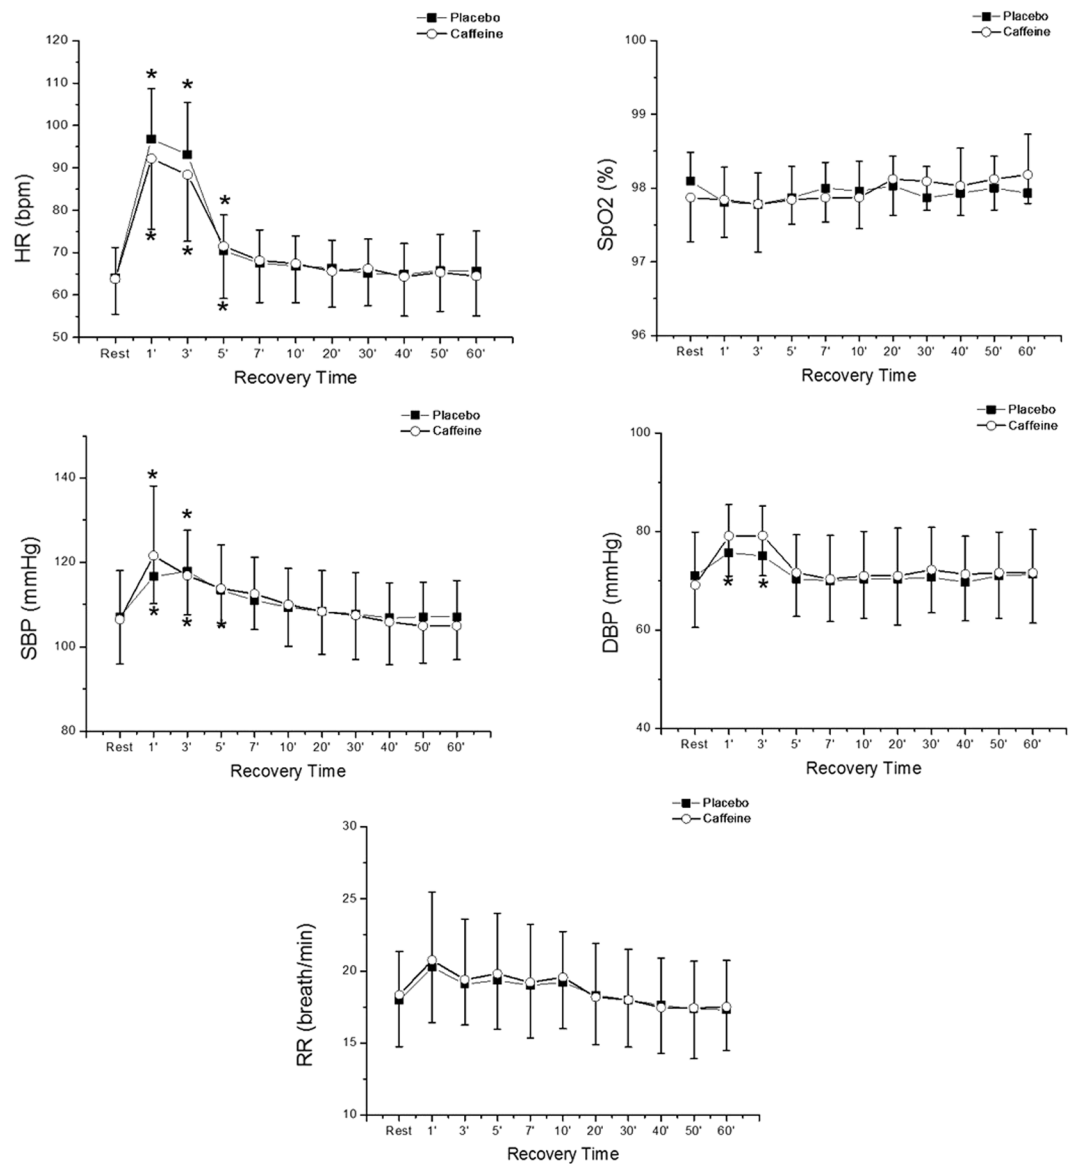 Placebo
Caffeine
HR (bpm)
120
110
100
90
80
70
60
50
* *
*
* *
*
Rest 1' 3' 5' 7' 10' 20' 30' 40' 50' 60'
Recovery Time
Placebo
Caffeine
SpO2 (%)
100
99
98
97
96
Rest 1' 3' 5' 7' 10' 20' 30' 40' 50' 60'
Recovery Time
Placebo
Caffeine
SBP (mmHg)
140
120
100
80
*
*
* * *
Rest 1' 3' 5' 7' 10' 20' 30' 40' 50' 60'
Recovery Time
Placebo
Caffeine
DBP (mmHg)
100
80
60
40
* *
Rest 1' 3' 5' 7' 10' 20' 30' 40' 50' 60'
Recovery Time
Placebo
Caffeine
RR (breath/min)
30
25
20
15
10
Rest 1' 3' 5' 7' 10' 20' 30' 40' 50' 60'
Recovery Time